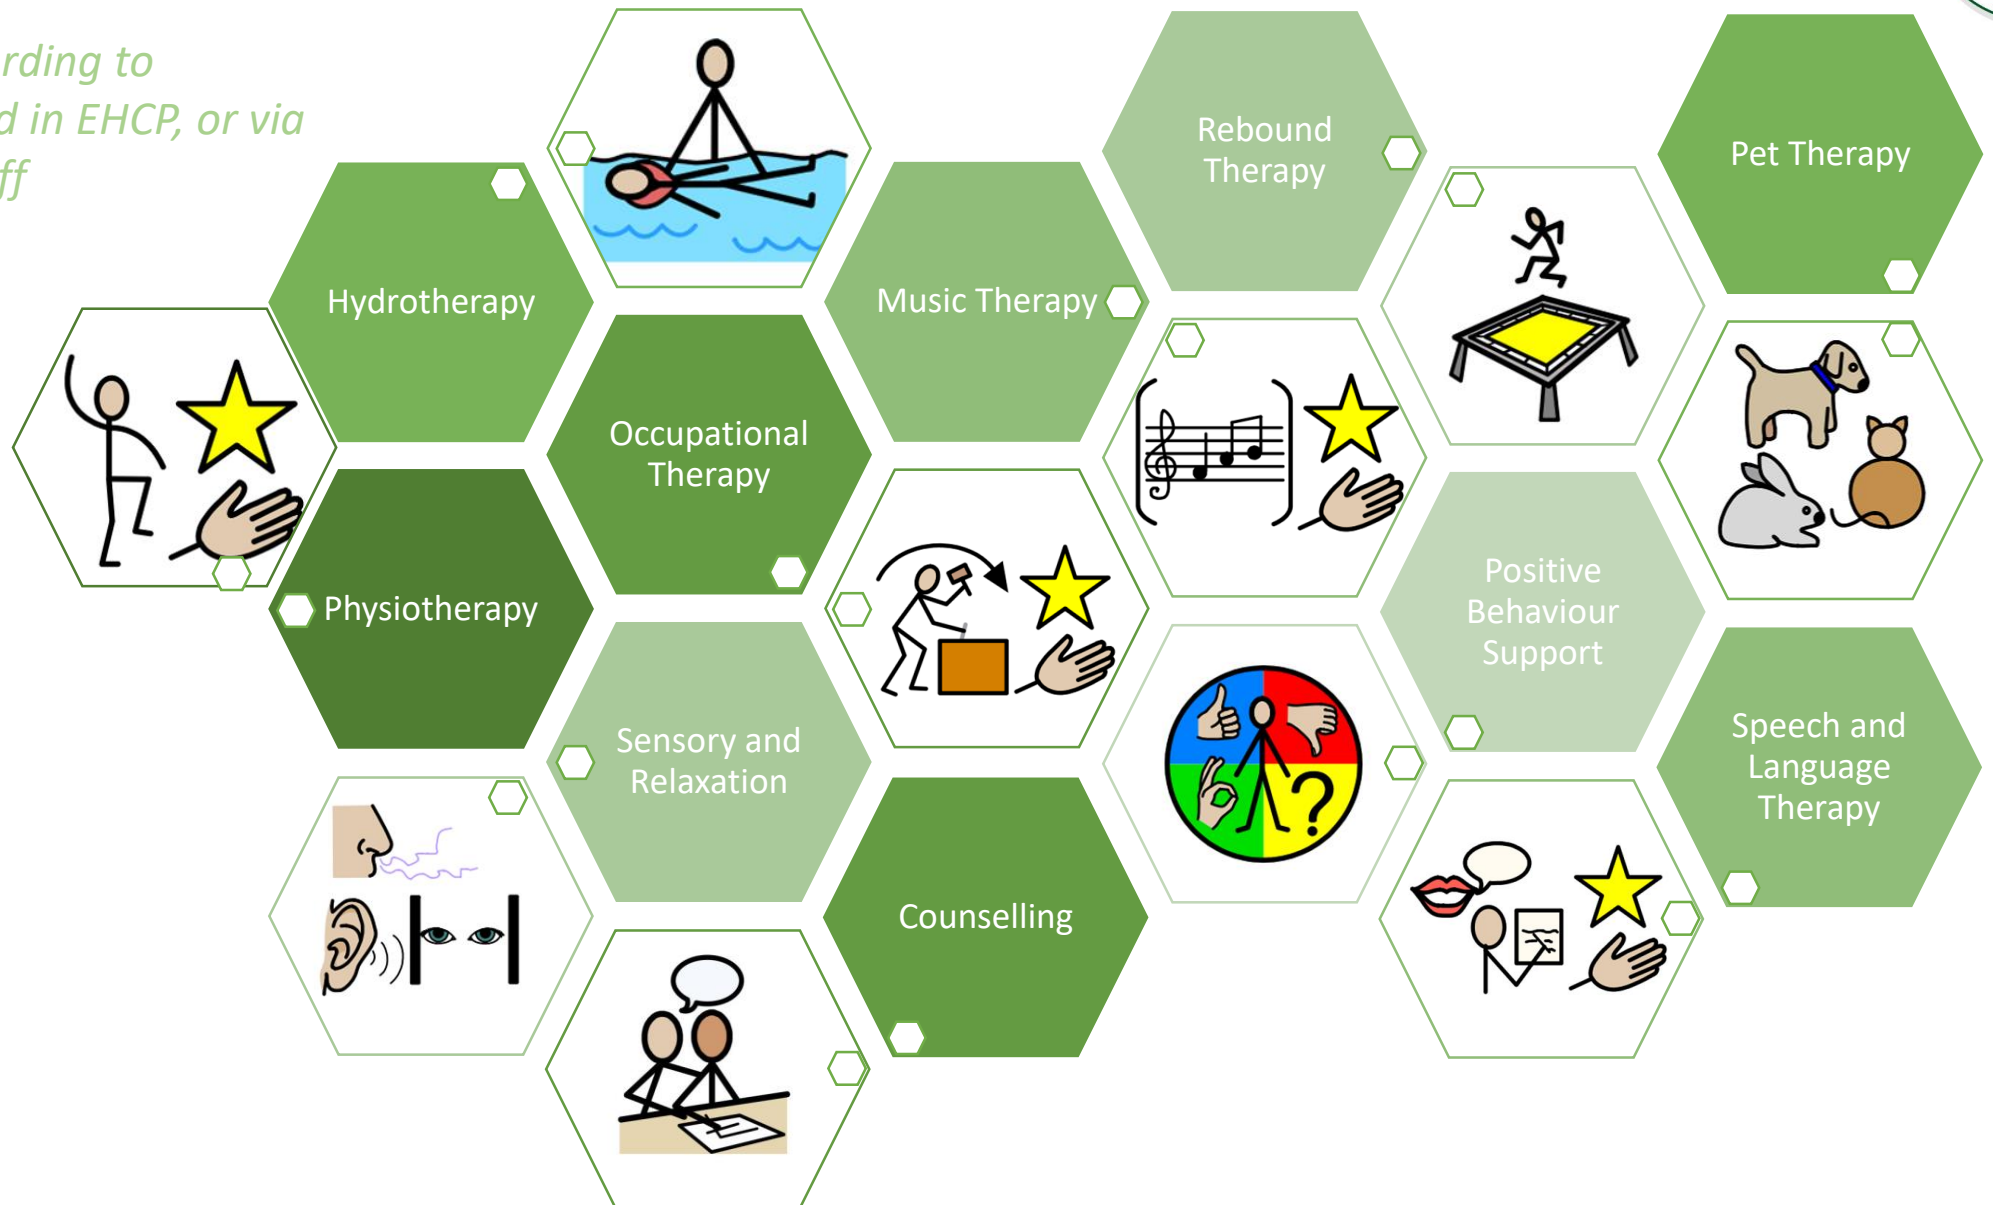 rding to
d in EHCP, or via
ff
Hydrotherapy
Music Therapy
Rebound
Therapy
Pet Therapy
Physiotherapy
Occupational
Therapy
Positive
Behaviour
Support
Sensory and
Relaxation
Counselling
Speech and
Language
Therapy
?